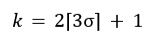 k = 2⌈3σ⌉ + 1